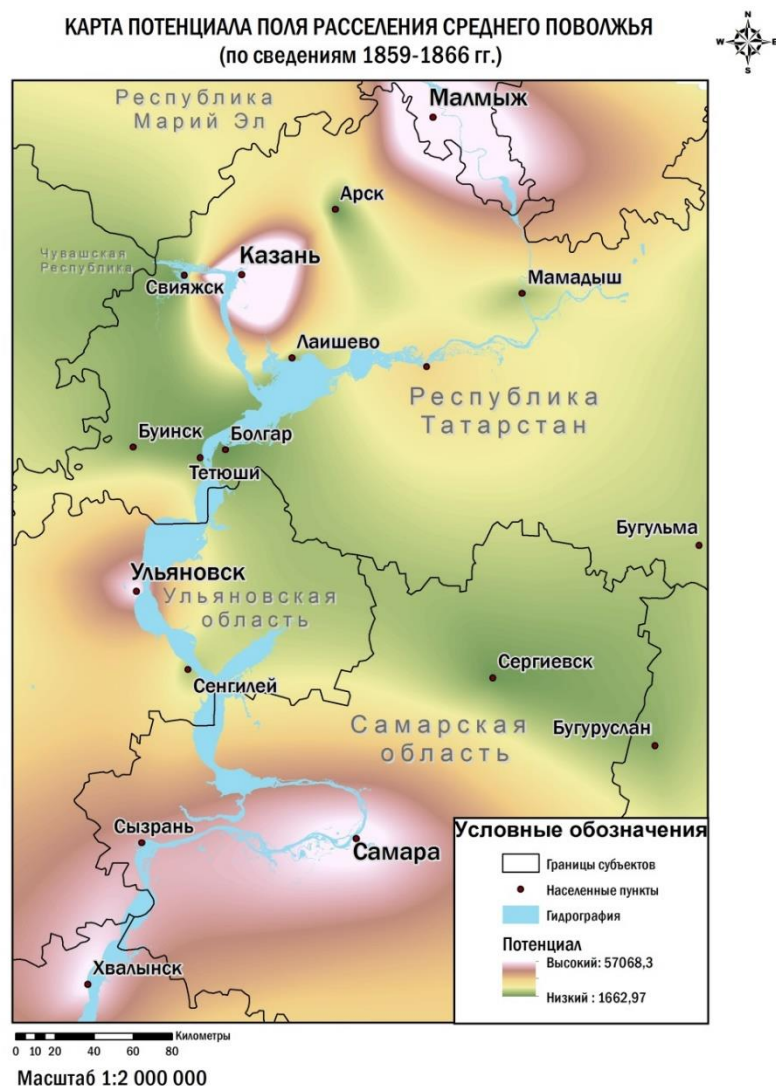 КАРТА ПОТЕНЦИАЛА ПОЛЯ РАССЕЛЕНИЯ СРЕДНЕГО ПОВОЛЖЬЯ
(по сведениям 1859-1866 гг.)
N
W E
S
Республика
Марий Эл
Малмыж
Арск
Чувашская
Республика
Казань
Свияжск
Мамадыш
Лаишево
Республика
Татарстан
Буинск
Болгар
Тетюши
Бугульма
Ульяновск
Ульяновская
область
Сергиевск
Сенгилей
Самарская
область
Бугуруслан
Сызрань
Самара
Хвалынск
Условные обозначения
Границы субъектов
Населенные пункты
Гидрография
Потенциал
Высокий: 57068,3
Низкий : 1662,97
Километры
0 10 20 40 60 80
Масштаб 1:2 000 000